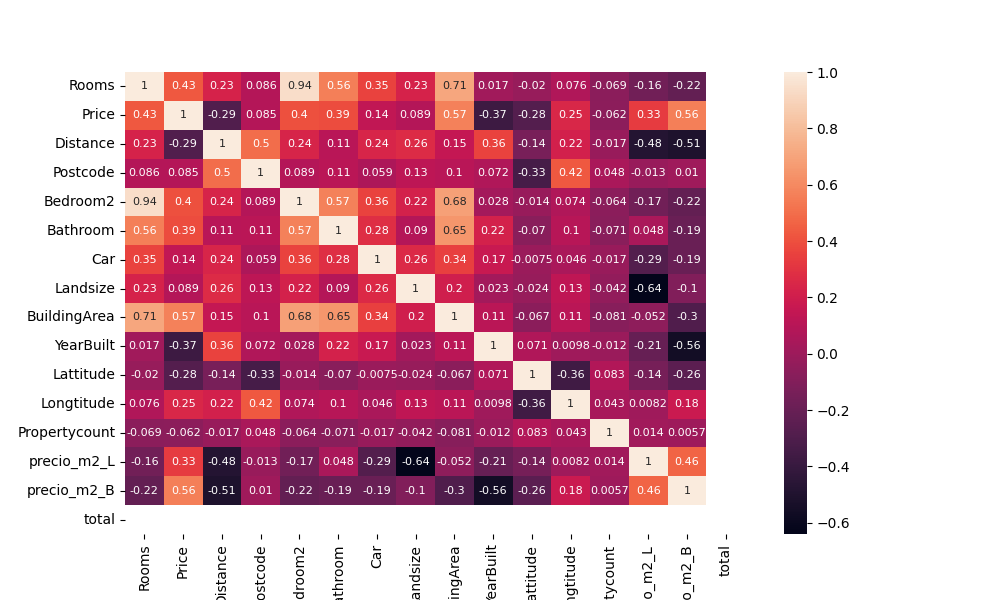 Rooms 1 0.43 0.23 0.086 0.94 0.56 0.35 0.23 0.71 0.017 -0.02 0.076 -0.069 -0.16 -0.22
Price 0.43 1 -0.29 0.085 0.4 0.39 0.14 0.089 0.57 -0.37 -0.28 0.25 -0.062 0.33 0.56
Distance 0.23 -0.29 1 0.5 0.24 0.11 0.24 0.26 0.15 0.36 -0.14 0.22 -0.017 -0.48 -0.51
Postcode 0.086 0.085 0.5 1 0.089 0.11 0.059 0.13 0.1 0.072 -0.33 0.42 0.048 -0.013 0.01
Bedroom2 0.94 0.4 0.24 0.089 1 0.57 0.36 0.22 0.68 0.028 -0.014 0.074 -0.064 -0.17 -0.22
Bathroom 0.56 0.39 0.11 0.11 0.57 1 0.28 0.09 0.65 0.22 -0.07 0.1 -0.071 0.048 -0.19
Car 0.35 0.14 0.24 0.059 0.36 0.28 1 0.26 0.34 0.17 -0.0075 0.046 -0.017 -0.29 -0.19
Landsize 0.23 0.089 0.26 0.13 0.22 0.09 0.26 1 0.2 0.023 -0.024 0.13 -0.042 -0.64 -0.1
BuildingArea 0.71 0.57 0.15 0.1 0.68 0.65 0.34 0.2 1 0.11 -0.067 0.11 -0.081 -0.052 -0.3
YearBuilt 0.017 -0.37 0.36 0.072 0.028 0.22 0.17 0.023 0.11 1 0.071 0.0098 -0.012 -0.21 -0.56
Lattitude -0.02 -0.28 -0.14 -0.33 -0.014 -0.07 -0.0075 -0.024 -0.067 0.071 1 -0.36 0.083 -0.14 -0.26
Longtitude 0.076 0.25 0.22 0.42 0.074 0.1 0.046 0.13 0.11 0.0098 -0.36 1 0.043 0.0082 0.18
Propertycount -0.069 -0.062 -0.017 0.048 -0.064 -0.071 -0.017 -0.042 -0.081 -0.012 0.083 0.043 1 0.014 0.0057
precio_m2_L -0.16 0.33 -0.48 -0.013 -0.17 0.048 -0.29 -0.64 -0.052 -0.21 -0.14 0.0082 0.014 1 0.46
precio_m2_B -0.22 0.56 -0.51 0.01 -0.22 -0.19 -0.19 -0.1 -0.3 -0.56 -0.26 0.18 0.0057 0.46 1
total
Rooms
Price
Distance
ostcode
droom2
athroom
Car
andsize
ingArea
YearBuilt
attitude
ngtitude
tycount
o_m2_L
o_m2_B
total
1.0
0.8
0.6
0.4
0.2
0.0
−0.2
−0.4
−0.6